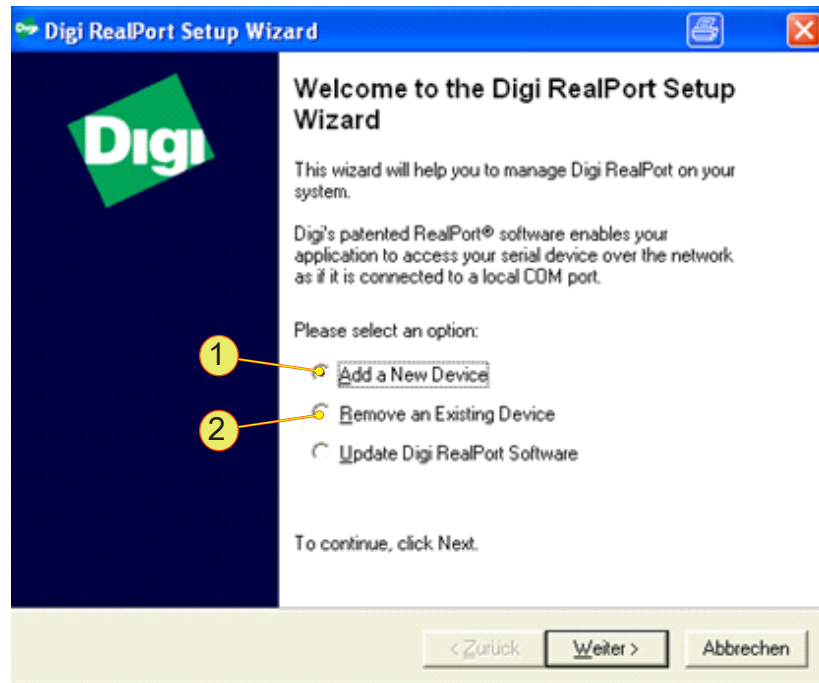 Digi RealPort Setup Wizard
Digi
Welcome to the Digi RealPort Setup
Wizard
This wizard will help you to manage Digi RealPort on your
system.
Digi's patented RealPort® software enables your
application to access your serial device over the network
as if it is connected to a local COM port.
Please select an option:
1
Add a New Device
2
Remove an Existing Device
Update Digi RealPort Software
To continue, click Next.
< Zurück
Weiter >
Abbrechen